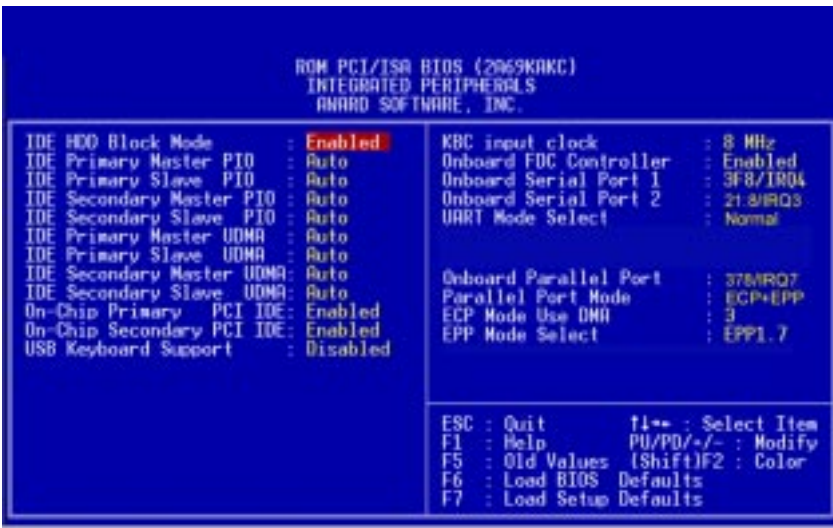 ROM PCI/ISA BIOS (2A69KAKC)
INTEGRATED PERIPHERALS
AWARD SOFTWARE, INC.
IDE HDD Block Mode : Enabled
IDE Primary Master PIO : Auto
IDE Primary Slave PIO : Auto
IDE Secondary Master PIO : Auto
IDE Secondary Slave PIO : Auto
IDE Primary Master UDMA : Auto
IDE Primary Slave UDMA : Auto
IDE Secondary Master UDMA: Auto
IDE Secondary Slave UDMA: Auto
On-Chip Primary PCI IDE: Enabled
On-Chip Secondary PCI IDE: Enabled
USB Keyboard Support : Disabled
KBC input clock : 8 MHz
Onboard FDC Controller : Enabled
Onboard Serial Port 1 : 3F8/IRQ4
Onboard Serial Port 2 : 21.8/IRQ3
UART Mode Select : Normal
Onboard Parallel Port : 378/IRQ7
Parallel Port Mode : ECP+EPP
ECP Mode Use DMA : 3
EPP Mode Select : EPP1.7
ESC : Quit ↑↓→← : Select Item
F1 : Help PU/PD/+/- : Modify
F5 : Old Values (Shift)F2 : Color
F6 : Load BIOS Defaults
F7 : Load Setup Defaults